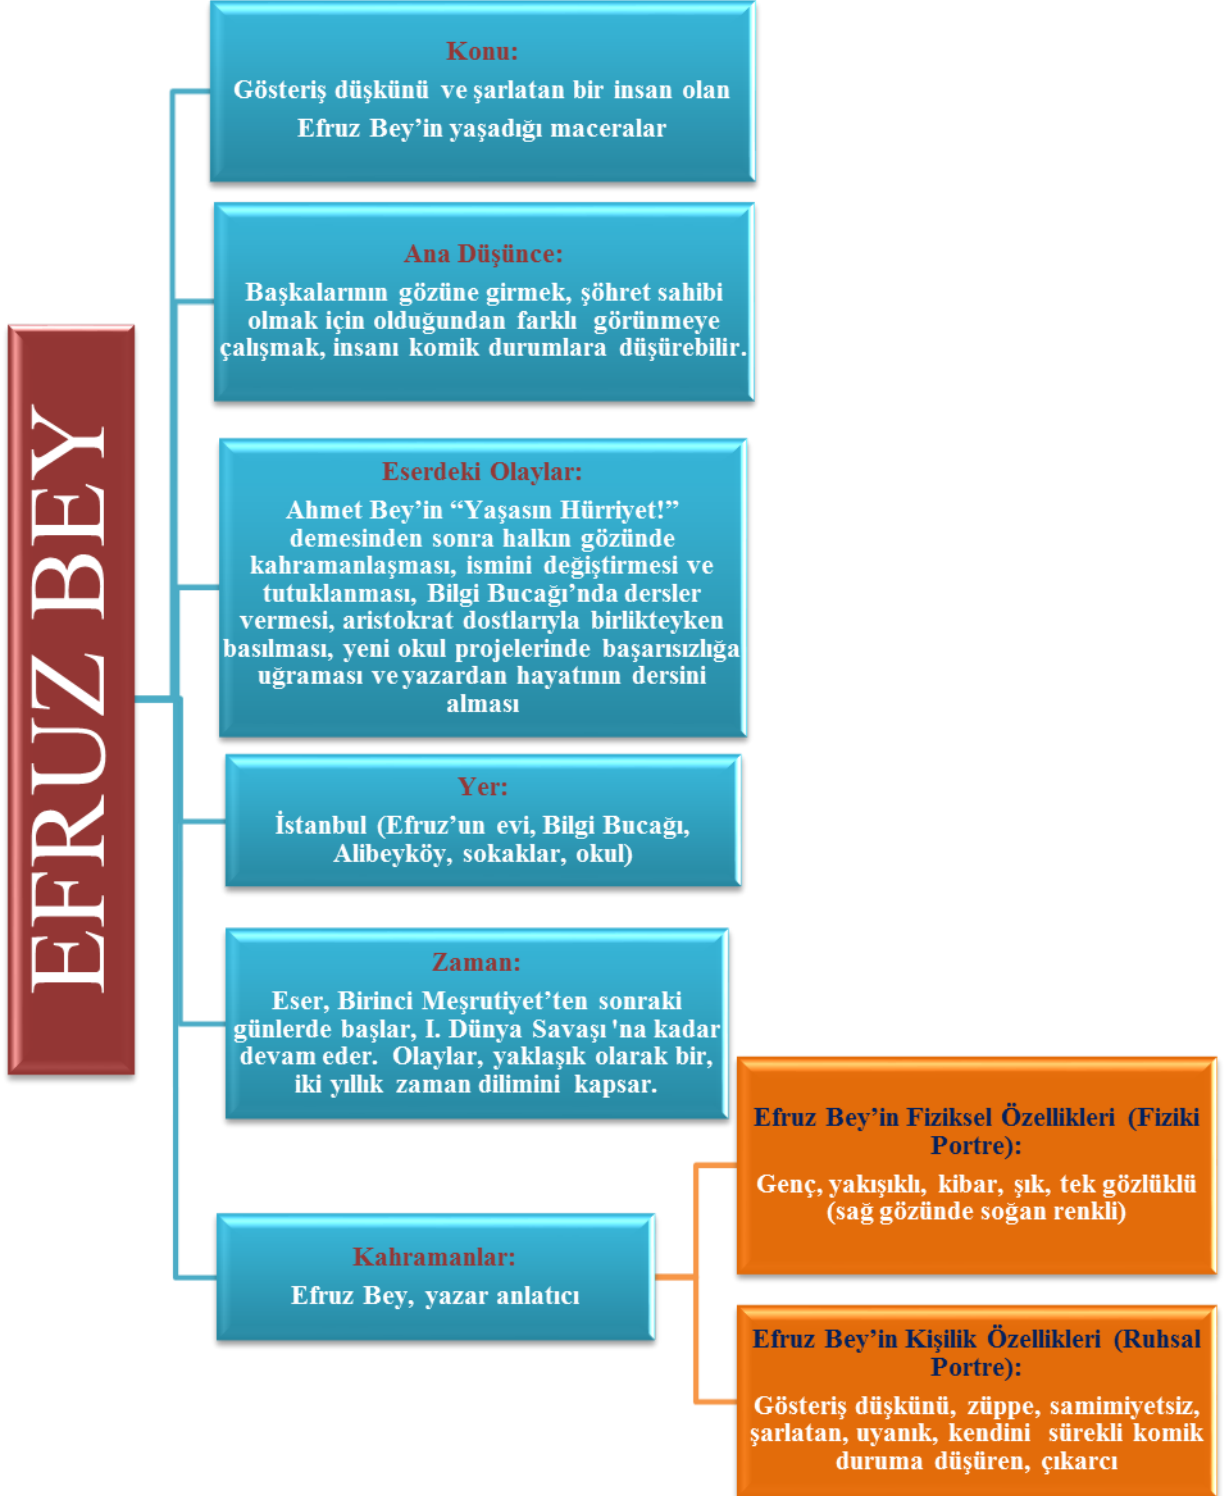 EFRUZ BEY
Konu:
Gösteriş düşkünü ve şarlatan bir insan olan
Efruz Bey’in yaşadığı maceralar
Ana Düşünce:
Başkalarının gözüne girmek, şöhret sahibi
olmak için olduğundan farklı görünmeye
çalışmak, insanı komik durumlara düşürebilir.
Eserdeki Olaylar:
Ahmet Bey’in “Yaşasın Hürriyet!”
demesinden sonra halkın gözünde
kahramanlaşması, ismini değiştirmesi ve
tutuklanması, Bilgi Bucağı’nda dersler
vermesi, aristokrat dostlarıyla birlikteyken
basılması, yeni okul projelerinde başarısızlığa
uğraması ve yazardan hayatının dersini
alması
Yer:
İstanbul (Efruz’un evi, Bilgi Bucağı,
Alibeyköy, sokaklar, okul)
Zaman:
Eser, Birinci Meşrutiyet’ten sonraki
günlerde başlar, I. Dünya Savaşı'na kadar
devam eder. Olaylar, yaklaşık olarak bir,
iki yıllık zaman dilimini kapsar.
Kahramanlar:
Efruz Bey, yazar anlatıcı
Efruz Bey’in Fiziksel Özellikleri (Fiziki
Portre):
Genç, yakışıklı, kibar, şık, tek gözlüklü
(sağ gözünde soğan renkli)
Efruz Bey’in Kişilik Özellikleri (Ruhsal
Portre):
Gösteriş düşkünü, züppe, samimiyetsiz,
şarlatan, uyanık, kendini sürekli komik
duruma düşüren, çıkarcı